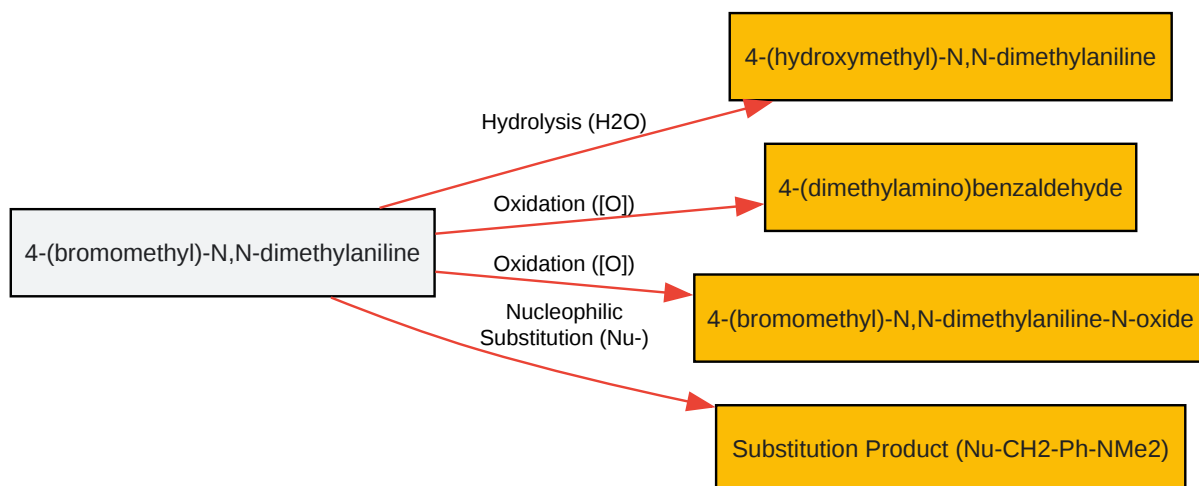 4-(hydroxymethyl)-N,N-dimethylaniline
Hydrolysis (H2O)
4-(dimethylamino)benzaldehyde
Oxidation ([O])
4-(bromomethyl)-N,N-dimethylaniline
Oxidation ([O])
4-(bromomethyl)-N,N-dimethylaniline-N-oxide
Nucleophilic
Substitution (Nu-)
Substitution Product (Nu-CH2-Ph-NMe2)